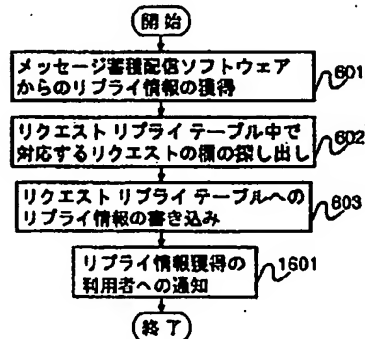 開始
メッセージ蓄積配信ソフトウェア
からのリプライ情報の獲得
601
リクエスト リプライ テーブル中で
対応するリクエストの欄の探し出し
602
リクエスト リプライ テーブルへの
リプライ情報の書き込み
603
リプライ情報獲得の
利用者への通知
1601
終了